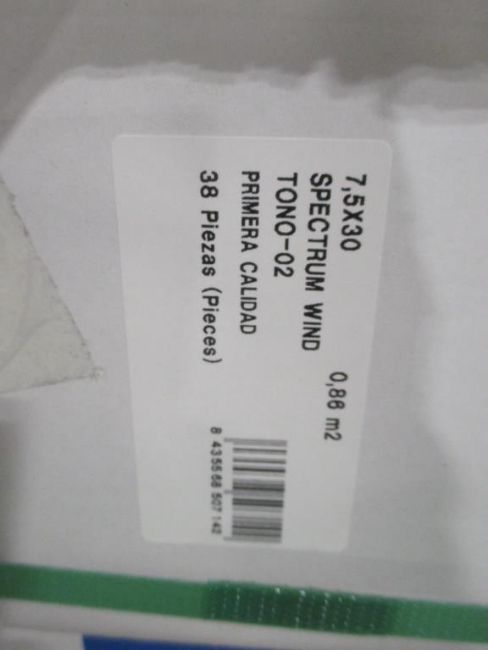 7,5X30
SPECTRUM WIND
0,86 m2
TONO-02
PRIMERA CALIDAD
38 Piezas (Pieces)
8 435568 507142